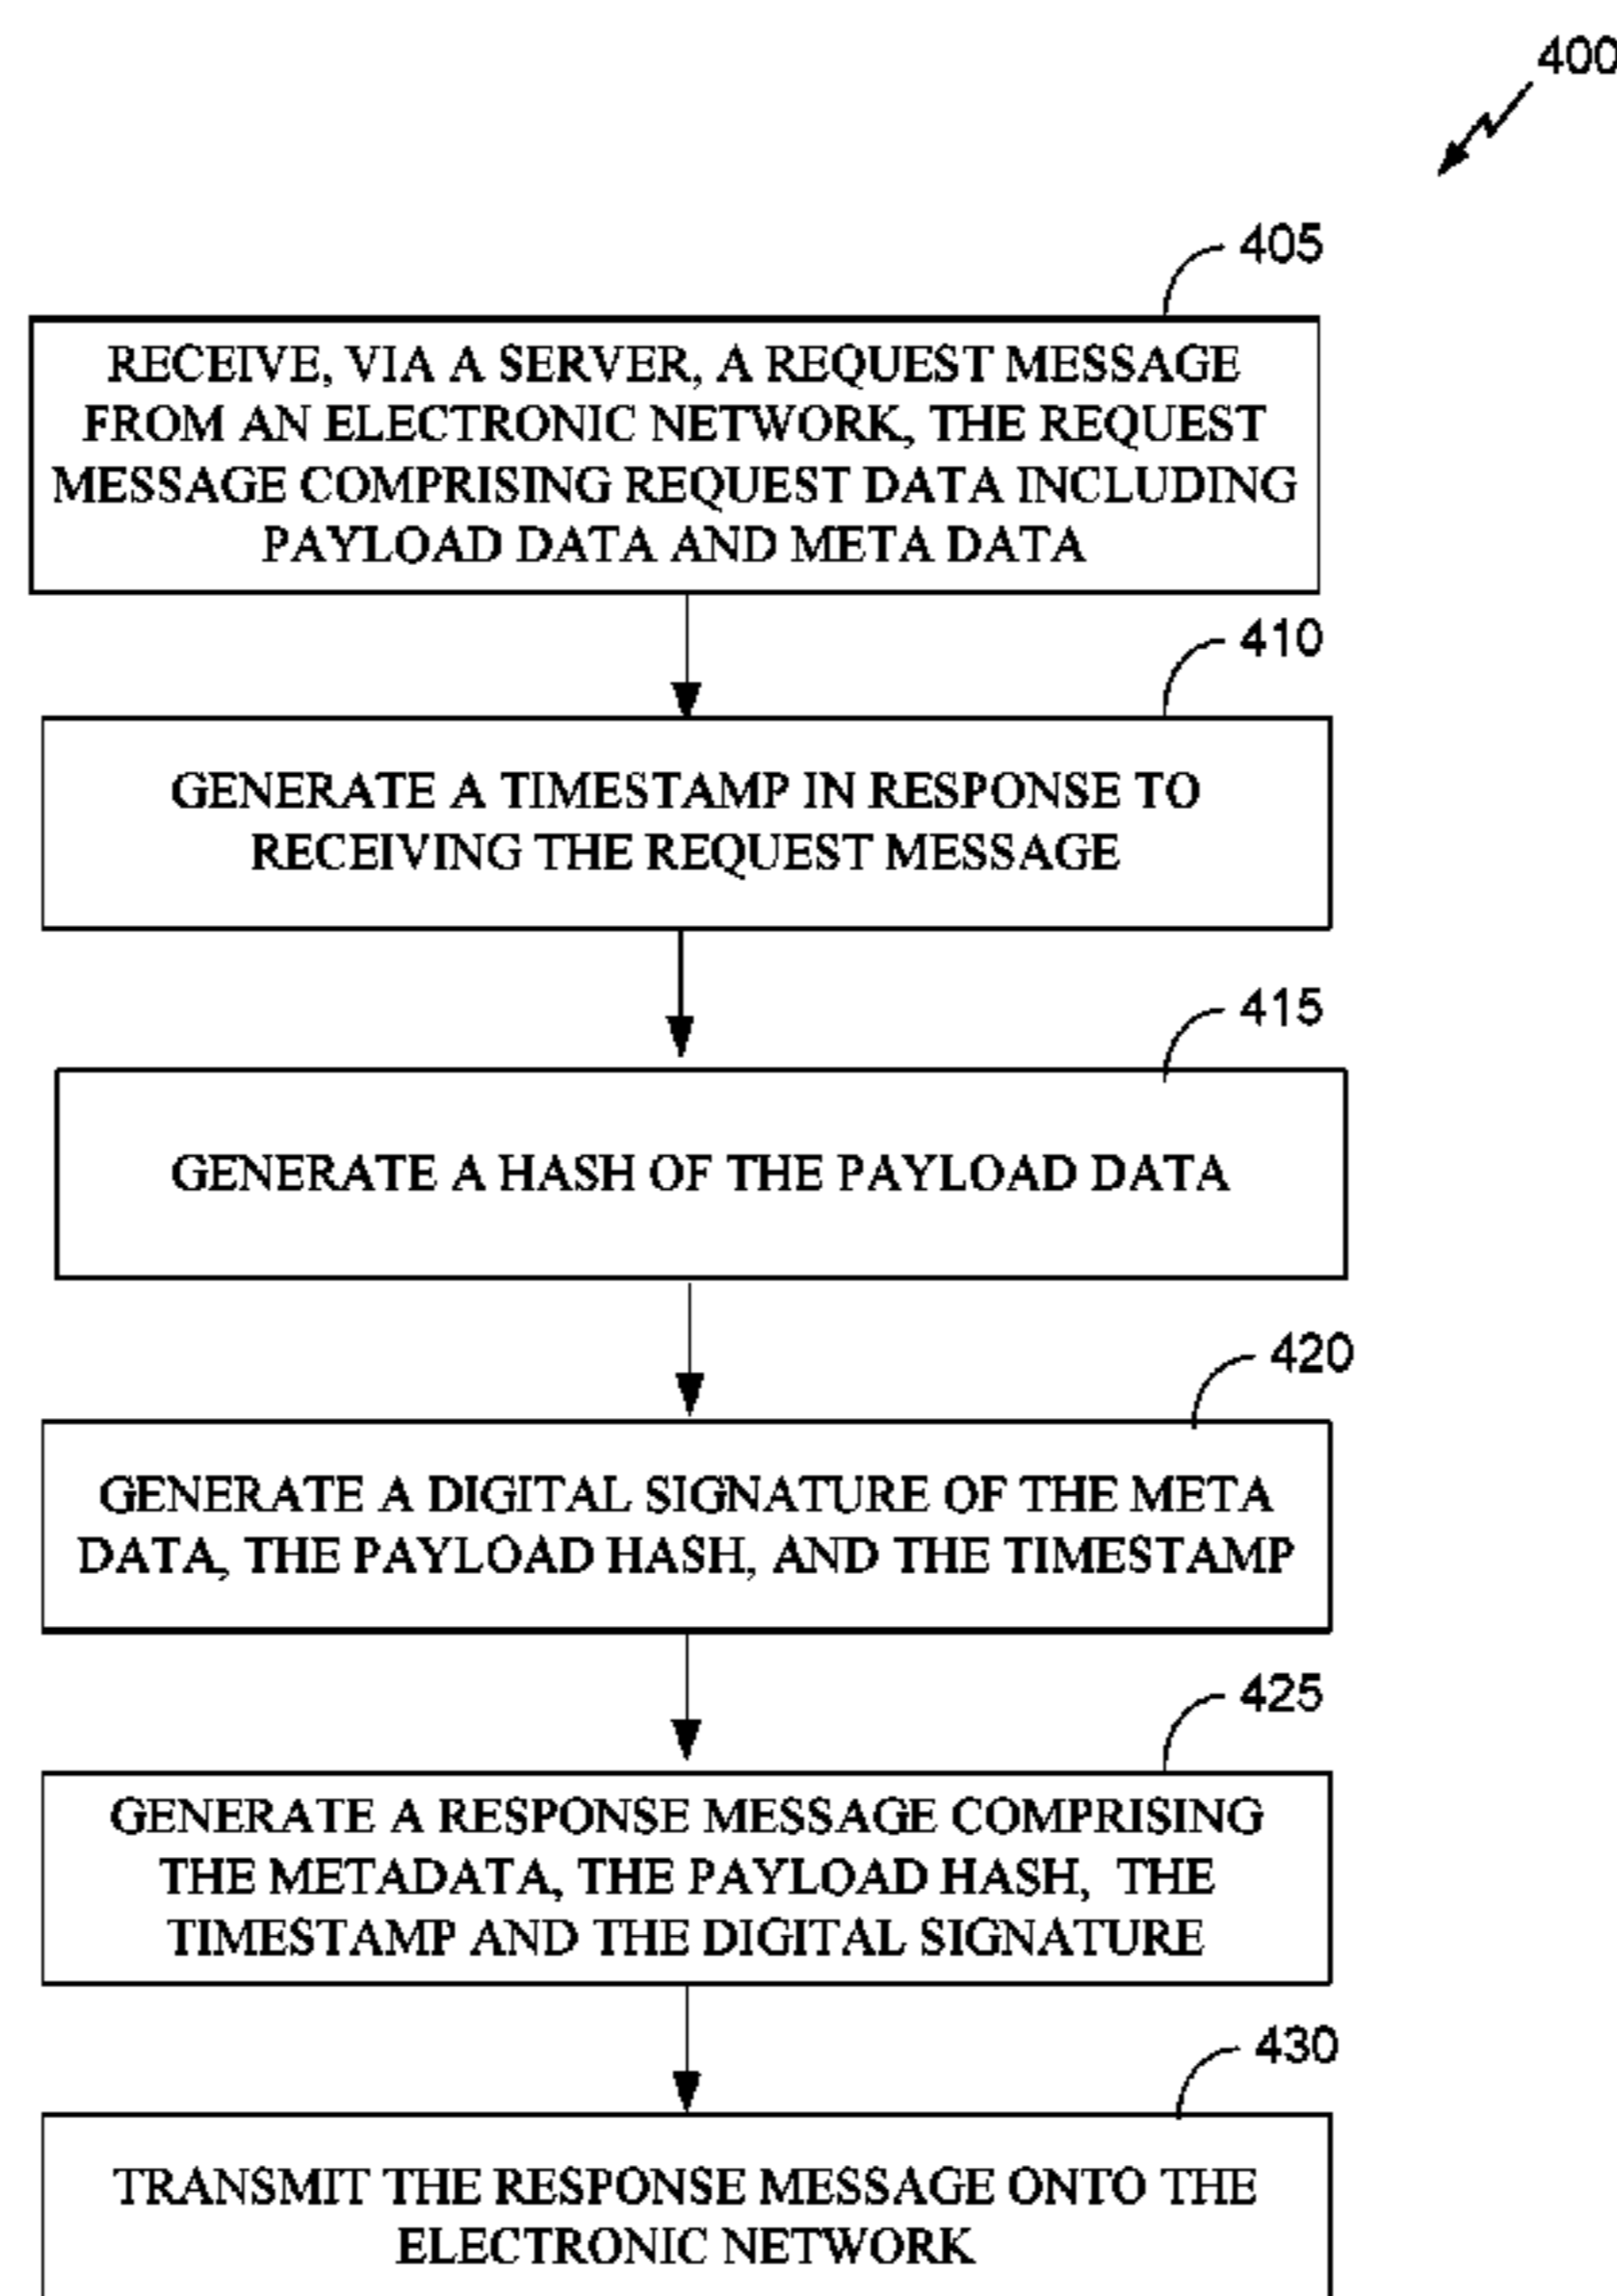 400
405
RECEIVE, VIA A SERVER, A REQUEST MESSAGE
FROM AN ELECTRONIC NETWORK, THE REQUEST
MESSAGE COMPRISING REQUEST DATA INCLUDING
PAYLOAD DATA AND META DATA
410
GENERATE A TIMESTAMP IN RESPONSE TO
RECEIVING THE REQUEST MESSAGE
415
GENERATE A HASH OF THE PAYLOAD DATA
420
GENERATE A DIGITAL SIGNATURE OF THE META
DATA, THE PAYLOAD HASH, AND THE TIMESTAMP
425
GENERATE A RESPONSE MESSAGE COMPRISING
THE METADATA, THE PAYLOAD HASH, THE
TIMESTAMP AND THE DIGITAL SIGNATURE
430
TRANSMIT THE RESPONSE MESSAGE ONTO THE
ELECTRONIC NETWORK